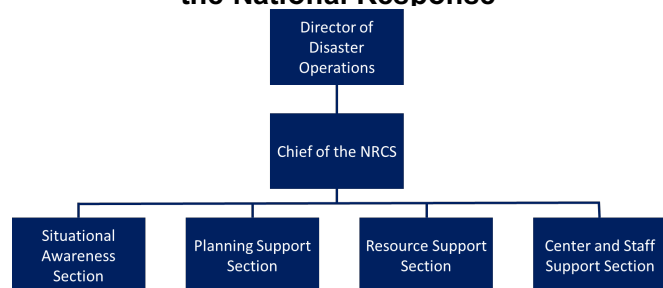 the National Response
Director of
Disaster
Operations
Chief of the NRCS
Situational
Awareness
Section
Planning Support
Section
Resource Support
Section
Center and Staff
Support Section